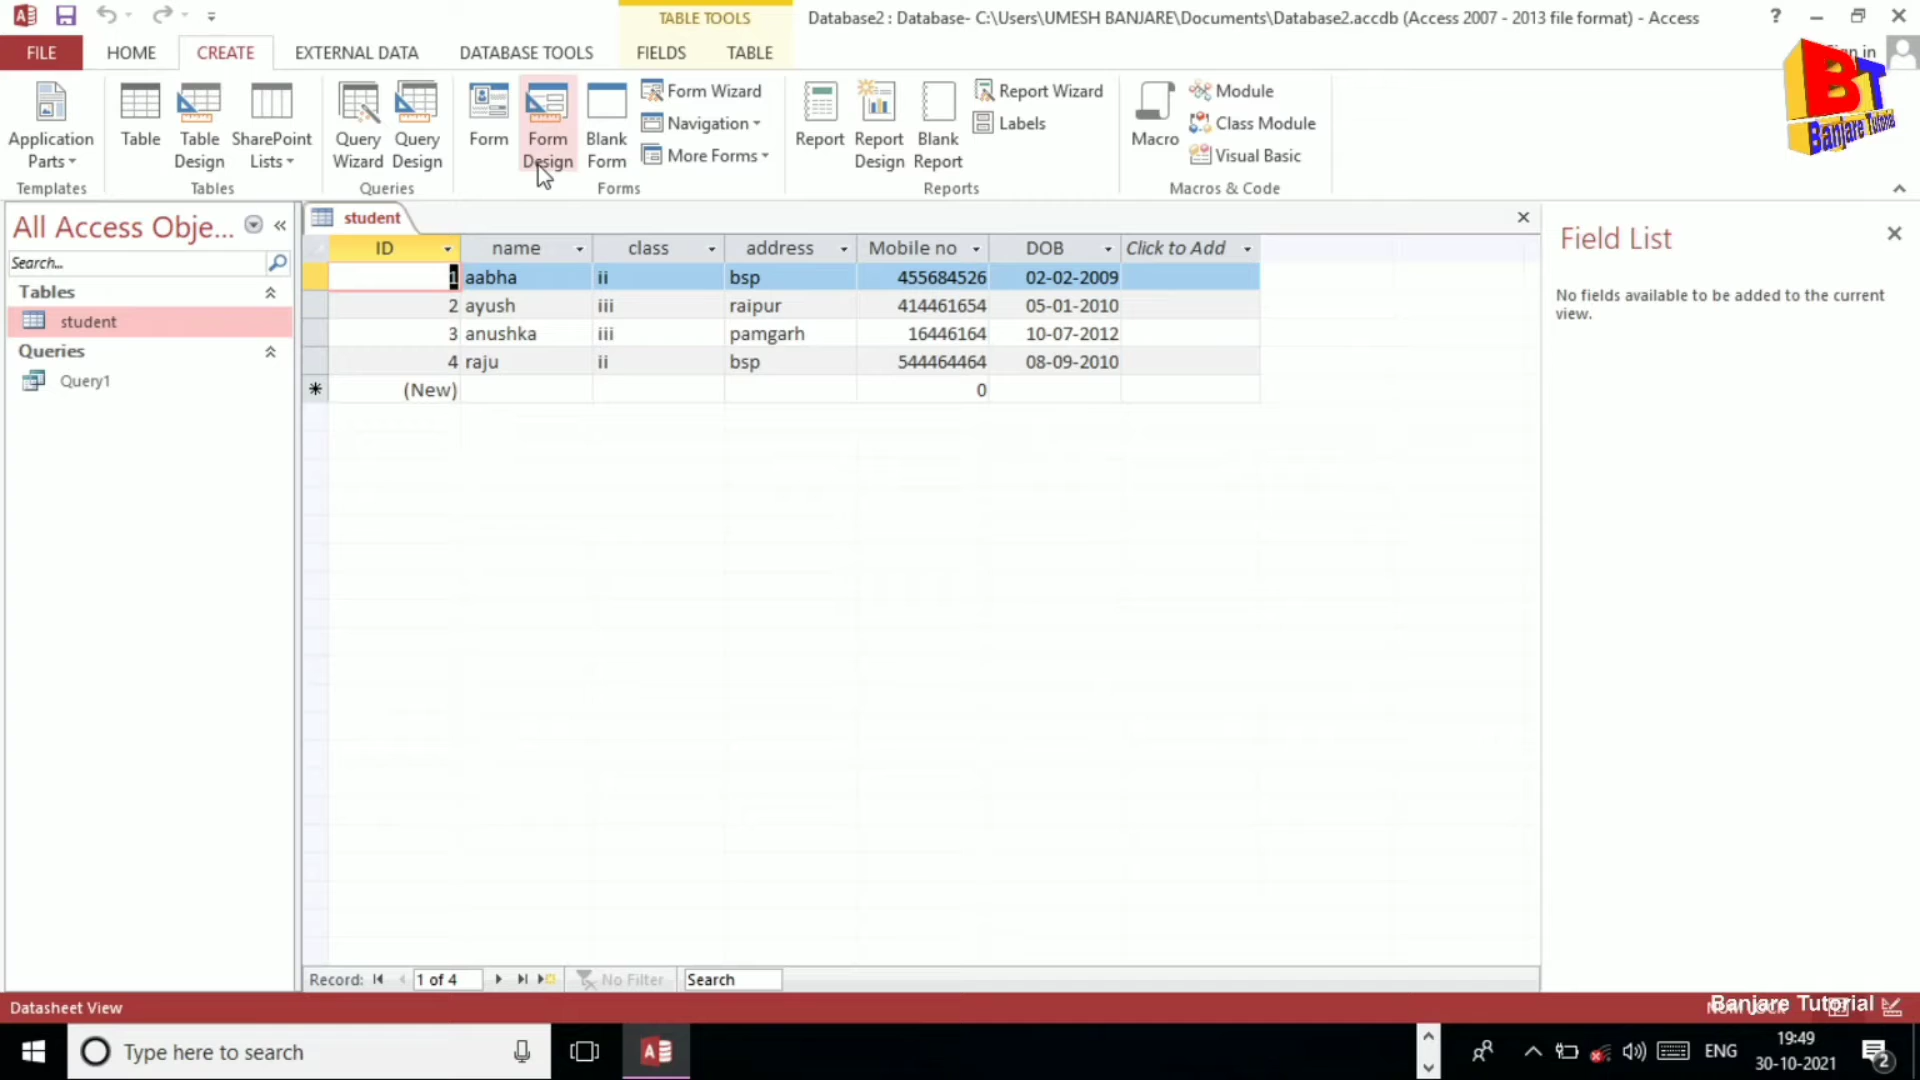 TABLE TOOLS
Database2 : Database- C:\Users\UMESH BANJARE\Documents\Database2.accdb (Access 2007 - 2013 file format) - Access
?
FILE HOME CREATE EXTERNAL DATA DATABASE TOOLS FIELDS TABLE
Sign in
BT
Banjare Tutorial
Application Parts
Table
Table Design
SharePoint Lists
Query Wizard
Query Design
Form
Form Design
Blank Form
Form Wizard
Navigation
More Forms
Report
Report Design
Blank Report
Report Wizard
Labels
Macro
Module
Class Module
Visual Basic
Templates Tables Queries Forms Reports Macros & Code
All Access Obje...
Search...
Tables
student
Queries
Query1
student
ID name class address Mobile no DOB Click to Add
1 aabha ii bsp 455684526 02-02-2009
2 ayush iii raipur 414461654 05-01-2010
3 anushka iii pamgarh 16446164 10-07-2012
4 raju ii bsp 544464464 08-09-2010
* (New) 0
Field List
No fields available to be added to the current
view.
Record: 1 of 4 No Filter Search
Datasheet View
Banjare Tutorial
Type here to search
ENG
19:49
30-10-2021
2